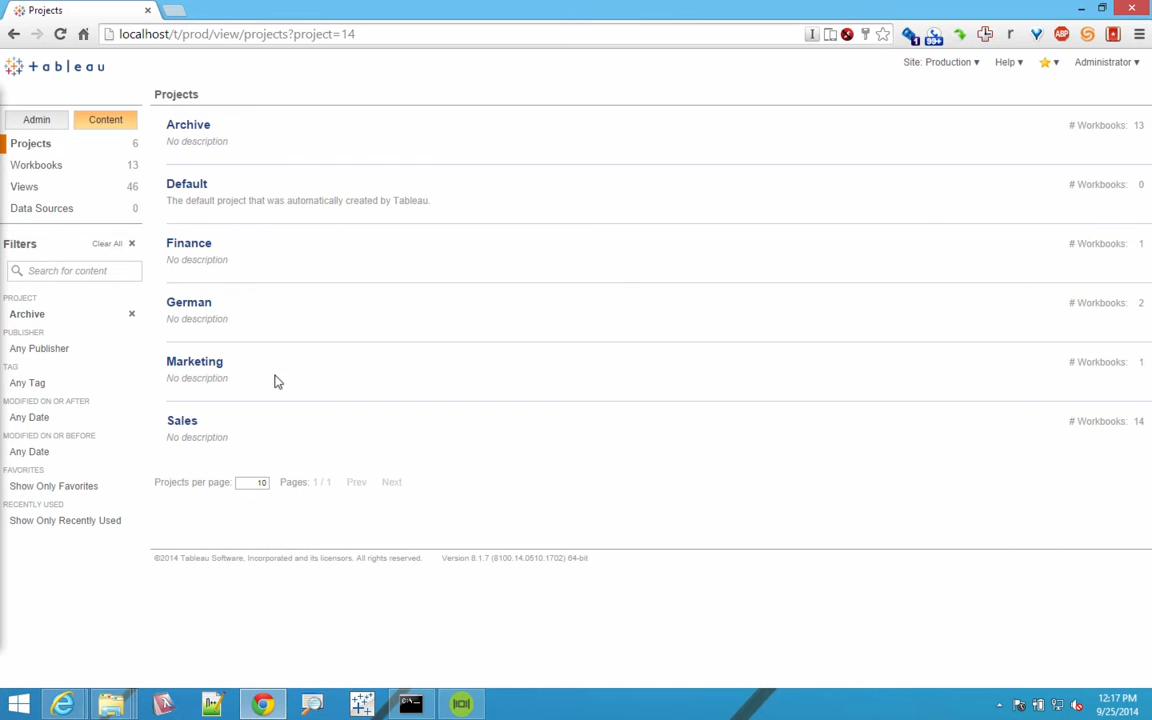 Projects
localhost/t/prod/view/projects?project=14
1
99+
r
ABP
+ableau
Site: Production ▾
Help ▾
Administrator ▾
Admin
Content
Projects 6
Workbooks 13
Views 46
Data Sources 0
Filters
Clear All ×
Search for content
PROJECT
Archive ×
PUBLISHER
Any Publisher
TAG
Any Tag
MODIFIED ON OR AFTER
Any Date
MODIFIED ON OR BEFORE
Any Date
FAVORITES
Show Only Favorites
RECENTLY USED
Show Only Recently Used
Projects
Archive
# Workbooks: 13
No description
Default
# Workbooks: 0
The default project that was automatically created by Tableau.
Finance
# Workbooks: 1
No description
German
# Workbooks: 2
No description
Marketing
# Workbooks: 1
No description
Sales
# Workbooks: 14
No description
Projects per page: 10 Pages: 1 / 1 Prev Next
©2014 Tableau Software, Incorporated and its licensors. All rights reserved. Version 8.1.7 (8100.14.0510.1702) 64-bit
12:17 PM
9/25/2014